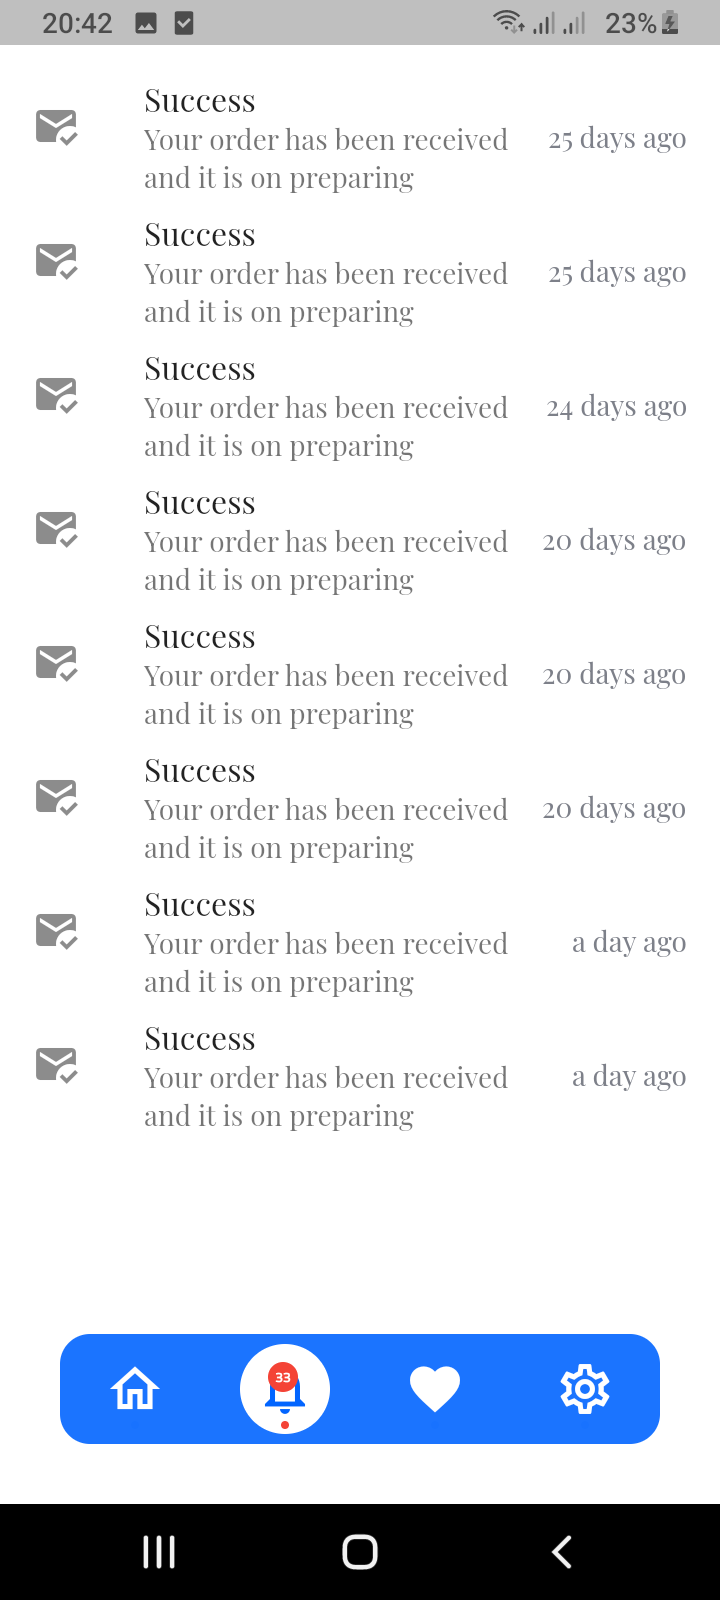 20:42
23%
Success
Your order has been received
and it is on preparing
25 days ago
Success
Your order has been received
and it is on preparing
25 days ago
Success
Your order has been received
and it is on preparing
24 days ago
Success
Your order has been received
and it is on preparing
20 days ago
Success
Your order has been received
and it is on preparing
20 days ago
Success
Your order has been received
and it is on preparing
20 days ago
Success
Your order has been received
and it is on preparing
a day ago
Success
Your order has been received
and it is on preparing
a day ago
33